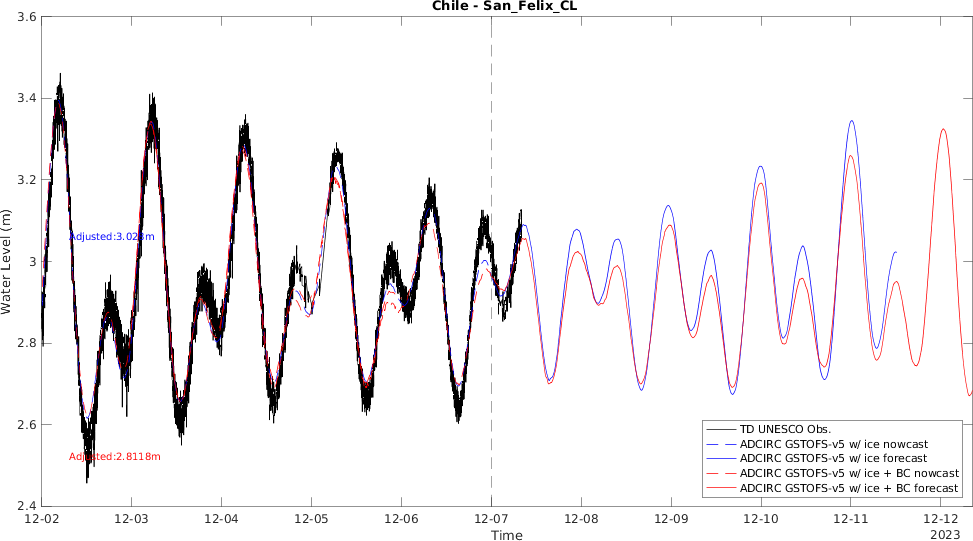 Chile - San_Felix_CL
3.6
3.4
3.2
3
2.8
2.6
2.4
Water Level (m)
Adjusted:3.023m
Adjusted:2.8118m
TD UNESCO Obs.
ADCIRC GSTOFS-v5 w/ ice nowcast
ADCIRC GSTOFS-v5 w/ ice forecast
ADCIRC GSTOFS-v5 w/ ice + BC nowcast
ADCIRC GSTOFS-v5 w/ ice + BC forecast
12-02 12-03 12-04 12-05 12-06 12-07 12-08 12-09 12-10 12-11 12-12
Time
2023